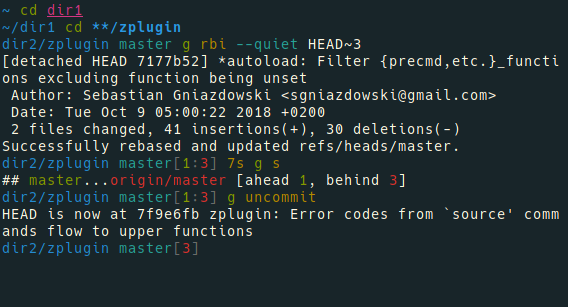 ~ cd dir1
~/dir1 cd **/zplugin
dir2/zplugin master g rbi --quiet HEAD~3
[detached HEAD 7177b52] *autoload: Filter {precmd,etc.}_functi
ons excluding function being unset
 Author: Sebastian Gniazdowski <sgniazdowski@gmail.com>
 Date: Tue Oct 9 05:00:22 2018 +0200
 2 files changed, 41 insertions(+), 30 deletions(-)
Successfully rebased and updated refs/heads/master.
dir2/zplugin master[1:3] 7s g s
## master...origin/master [ahead 1, behind 3]
dir2/zplugin master[1:3] g uncommit
HEAD is now at 7f9e6fb zplugin: Error codes from `source' comm
ands flow to upper functions
dir2/zplugin master[3]